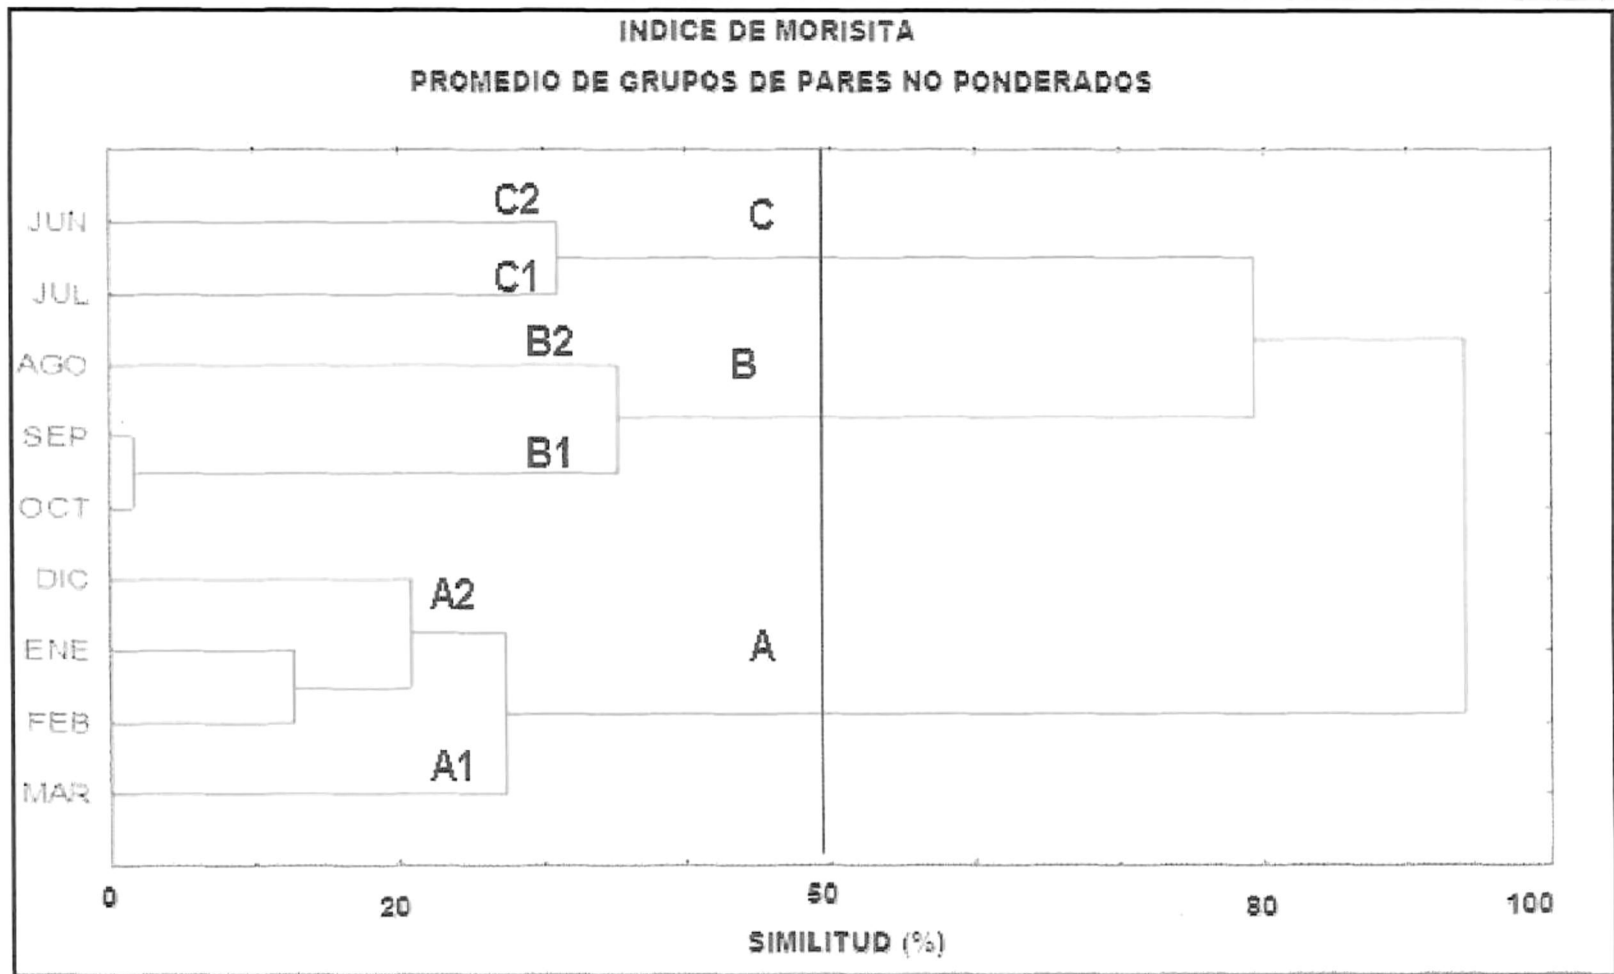 INDICE DE MORISITA
PROMEDIO DE GRUPOS DE PARES NO PONDERADOS
JUN
C2
C
JUL
C1
AGO
B2
B
SEP
B1
OCT
DIC
A2
ENE
A
FEB
MAR
A1
0 20 50 80 100
SIMILITUD (%)